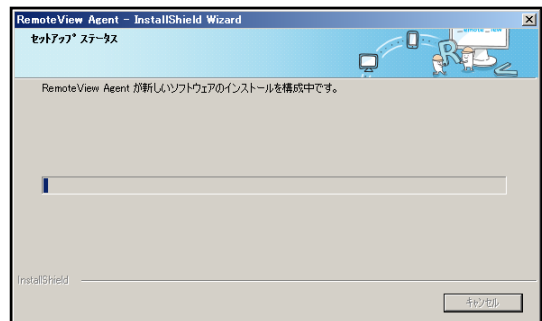 RemoteView Agent - InstallShield Wizard
セットアップ ステータス
RemoteView Agent が新しいソフトウェアのインストールを構成中です。
InstallShield
キャンセル